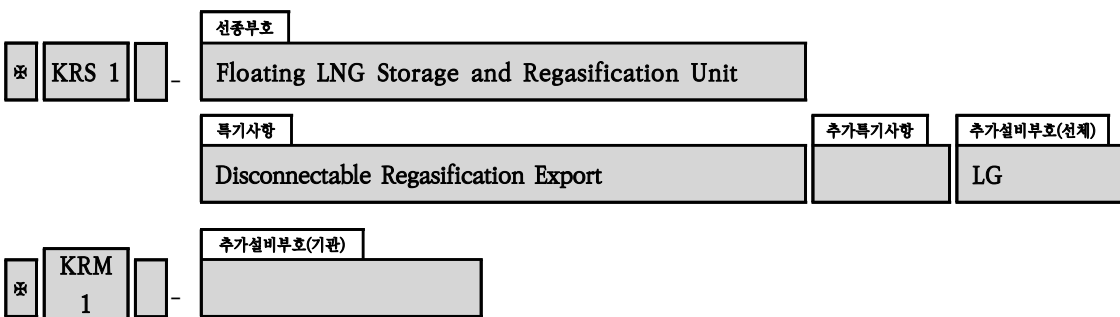 선종부호
✠ KRS 1 - Floating LNG Storage and Regasification Unit
특기사항 추가특기사항 추가설비부호(선체)
Disconnectable Regasification Export LG
추가설비부호(기관)
✠ KRM 1 -